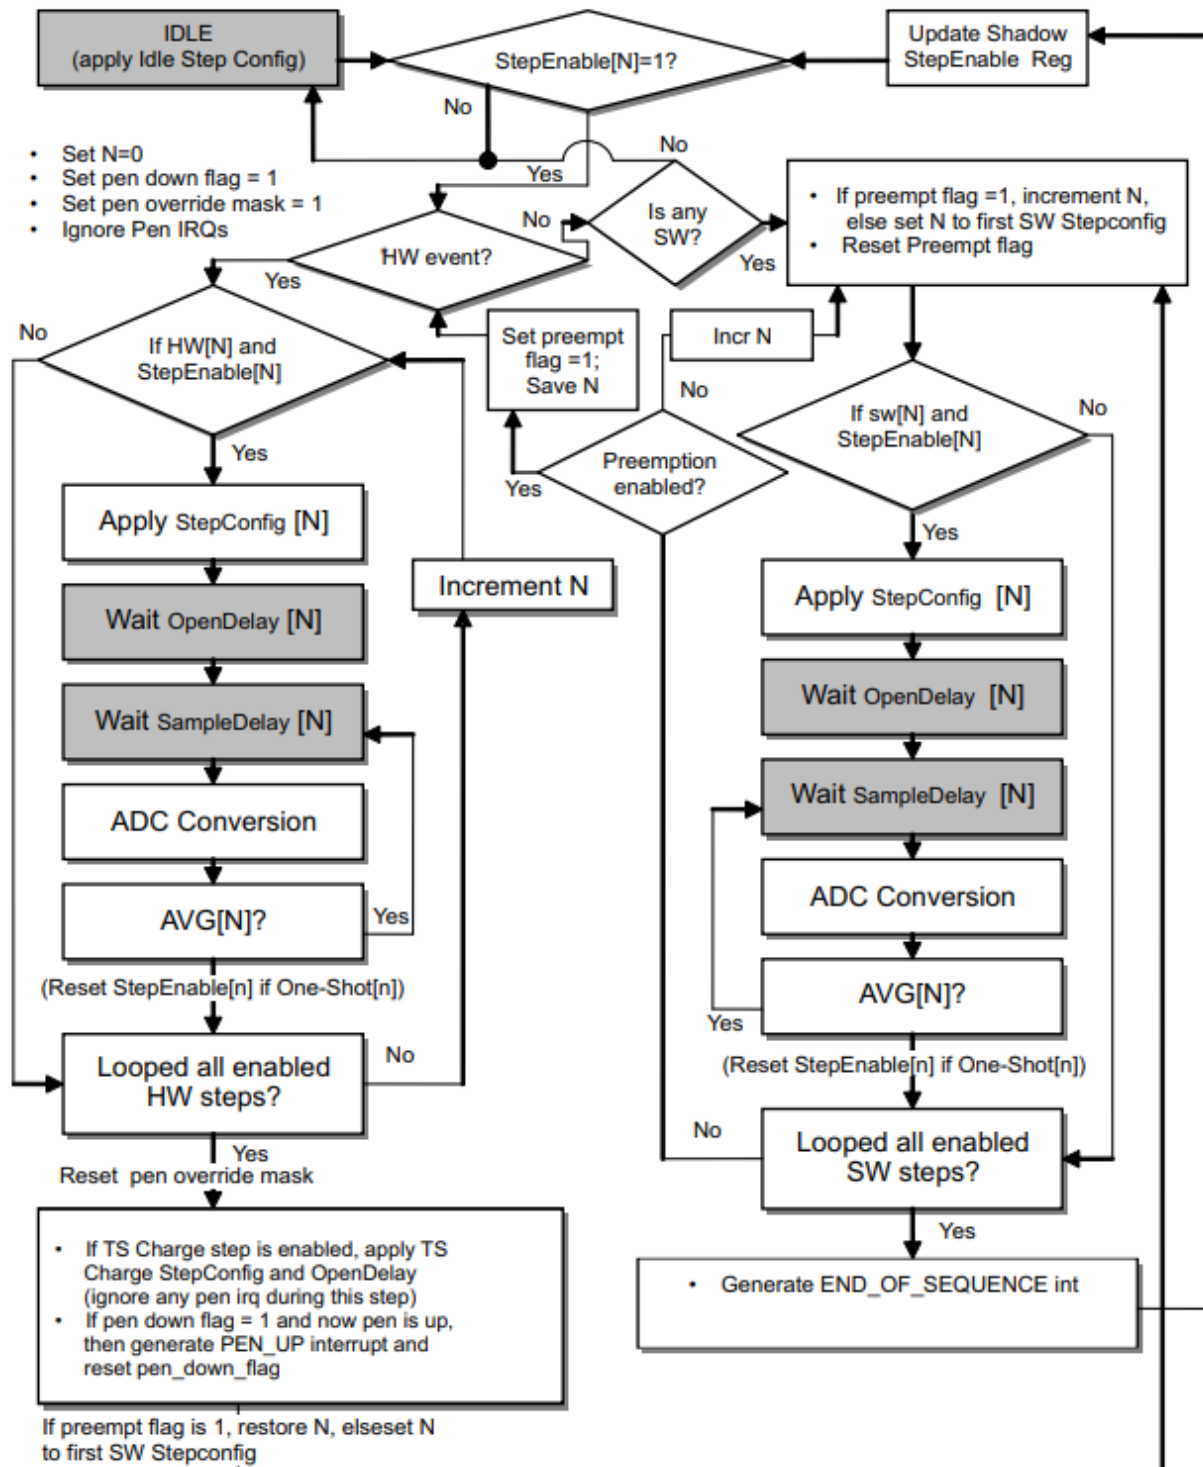 IDLE
(apply Idle Step Config)
StepEnable[N]=1?
Update Shadow
StepEnable Reg
No
No
• Set N=0
• Set pen down flag = 1
• Set pen override mask = 1
• Ignore Pen IRQs
Yes
No
Is any
SW?
Yes
• If preempt flag =1, increment N,
else set N to first SW Stepconfig
• Reset Preempt flag
HW event?
Yes
No
If HW[N] and
StepEnable[N]
Yes
Set preempt
flag =1;
Save N
Incr N
No
Preemption
enabled?
Yes
If sw[N] and
StepEnable[N]
No
Yes
Apply StepConfig [N]
Wait OpenDelay [N]
Wait SampleDelay [N]
ADC Conversion
AVG[N]?
Yes
(Reset StepEnable[n] if One-Shot[n])
Looped all enabled
HW steps?
No
Increment N
Yes
Reset pen override mask
• If TS Charge step is enabled, apply TS
Charge StepConfig and OpenDelay
(ignore any pen irq during this step)
• If pen down flag = 1 and now pen is up,
then generate PEN_UP interrupt and
reset pen_down_flag
If preempt flag is 1, restore N, elseset N
to first SW Stepconfig
Apply StepConfig [N]
Wait OpenDelay [N]
Wait SampleDelay [N]
ADC Conversion
AVG[N]?
Yes
(Reset StepEnable[n] if One-Shot[n])
No
Looped all enabled
SW steps?
Yes
• Generate END_OF_SEQUENCE int